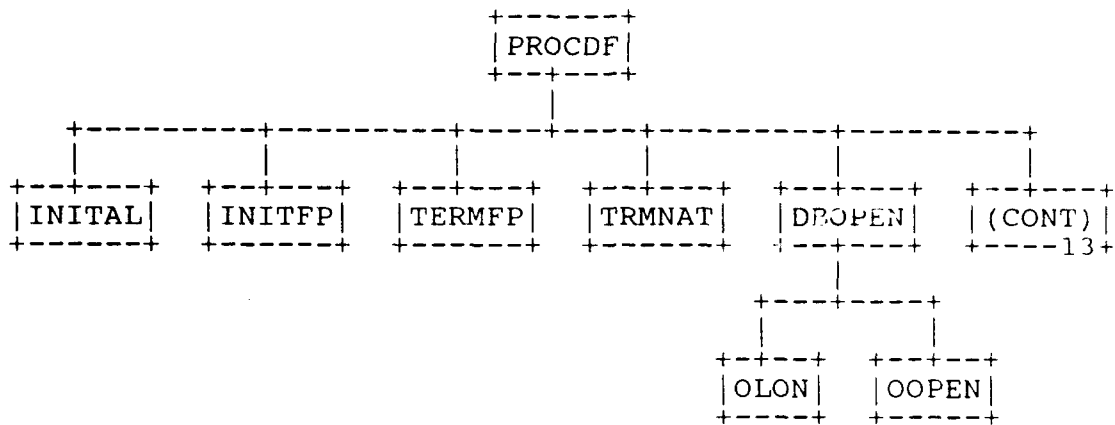 PROCDF
INITAL INITFP TERMFP TRMNAT DBOPEN (CONT)
13
OLON OOPEN